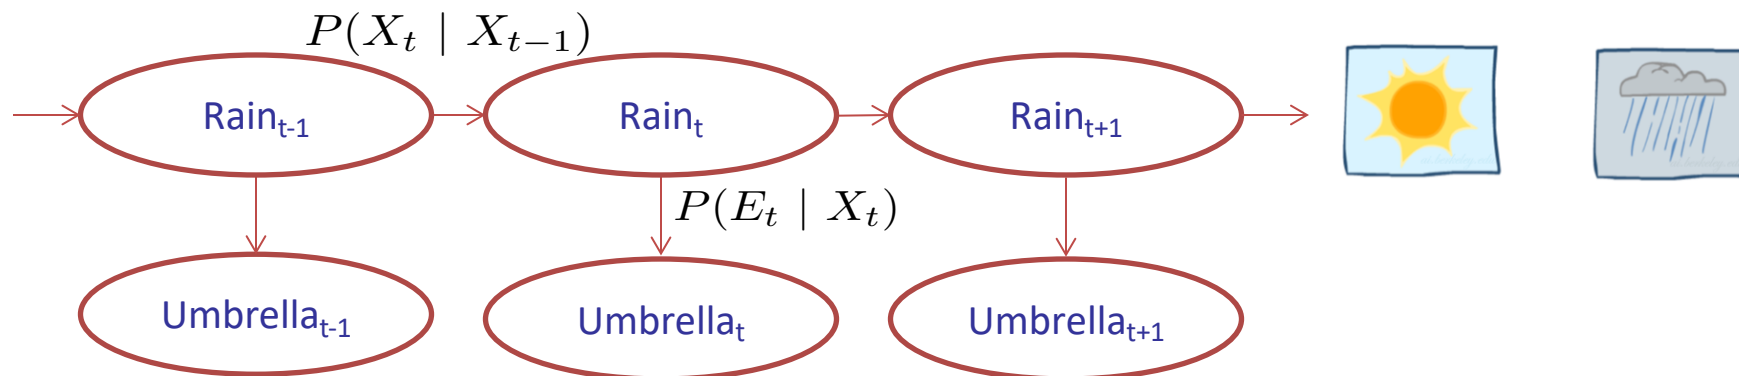 P(X_t | X_{t-1})
Rain_{t-1} Rain_t Rain_{t+1}
P(E_t | X_t)
Umbrella_{t-1} Umbrella_t Umbrella_{t+1}